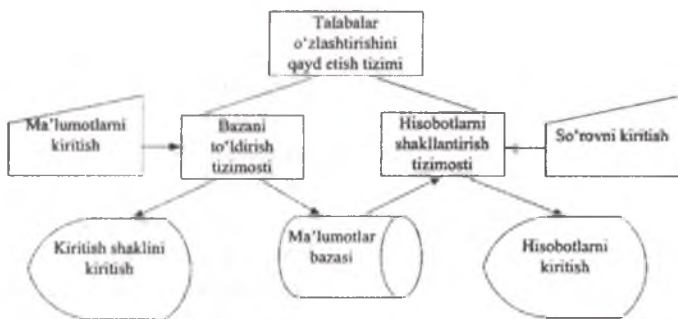 Talabalar
o‘zlashtirishini
qayd etish tizimi
Ma’lumotlarni
kiritish
Bazani
to‘ldirish
tizimosti
Hisobotlarni
shakllantirish
tizimosti
So‘rovni kiritish
Kiritish shaklini
kiritish
Ma’lumotlar
bazasi
Hisobotlarni
kiritish